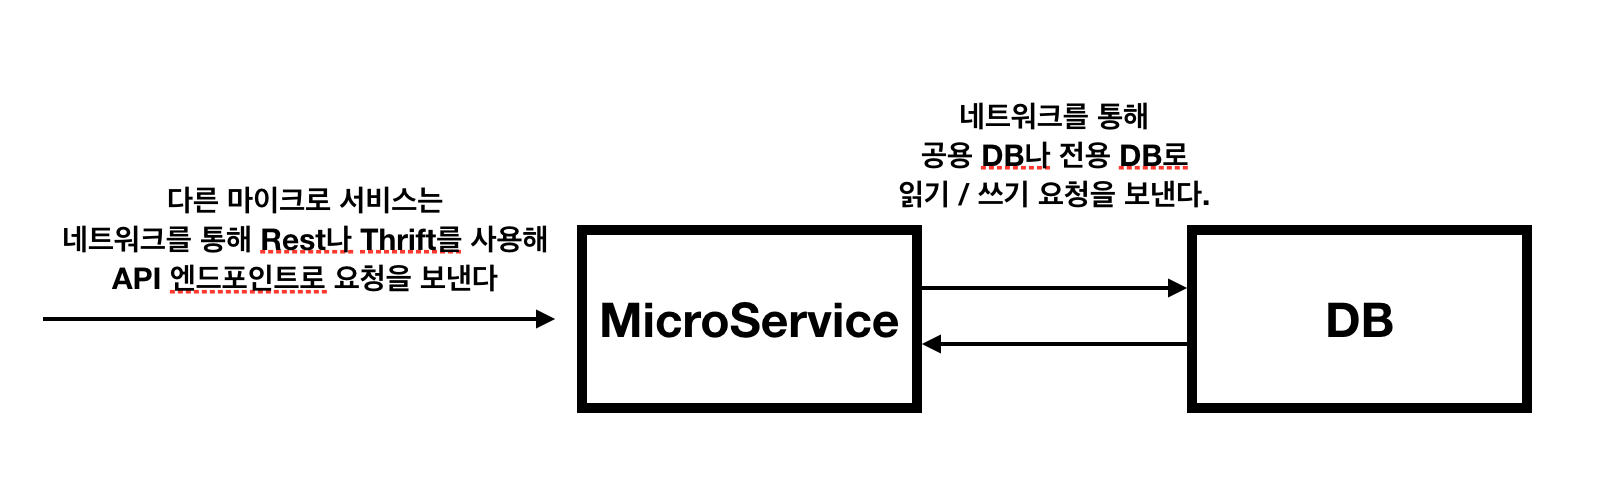 다른 마이크로 서비스는
네트워크를 통해 Rest나 Thrift를 사용해
API 엔드포인트로 요청을 보낸다
네트워크를 통해
공용 DB나 전용 DB로
읽기 / 쓰기 요청을 보낸다.
MicroService
DB